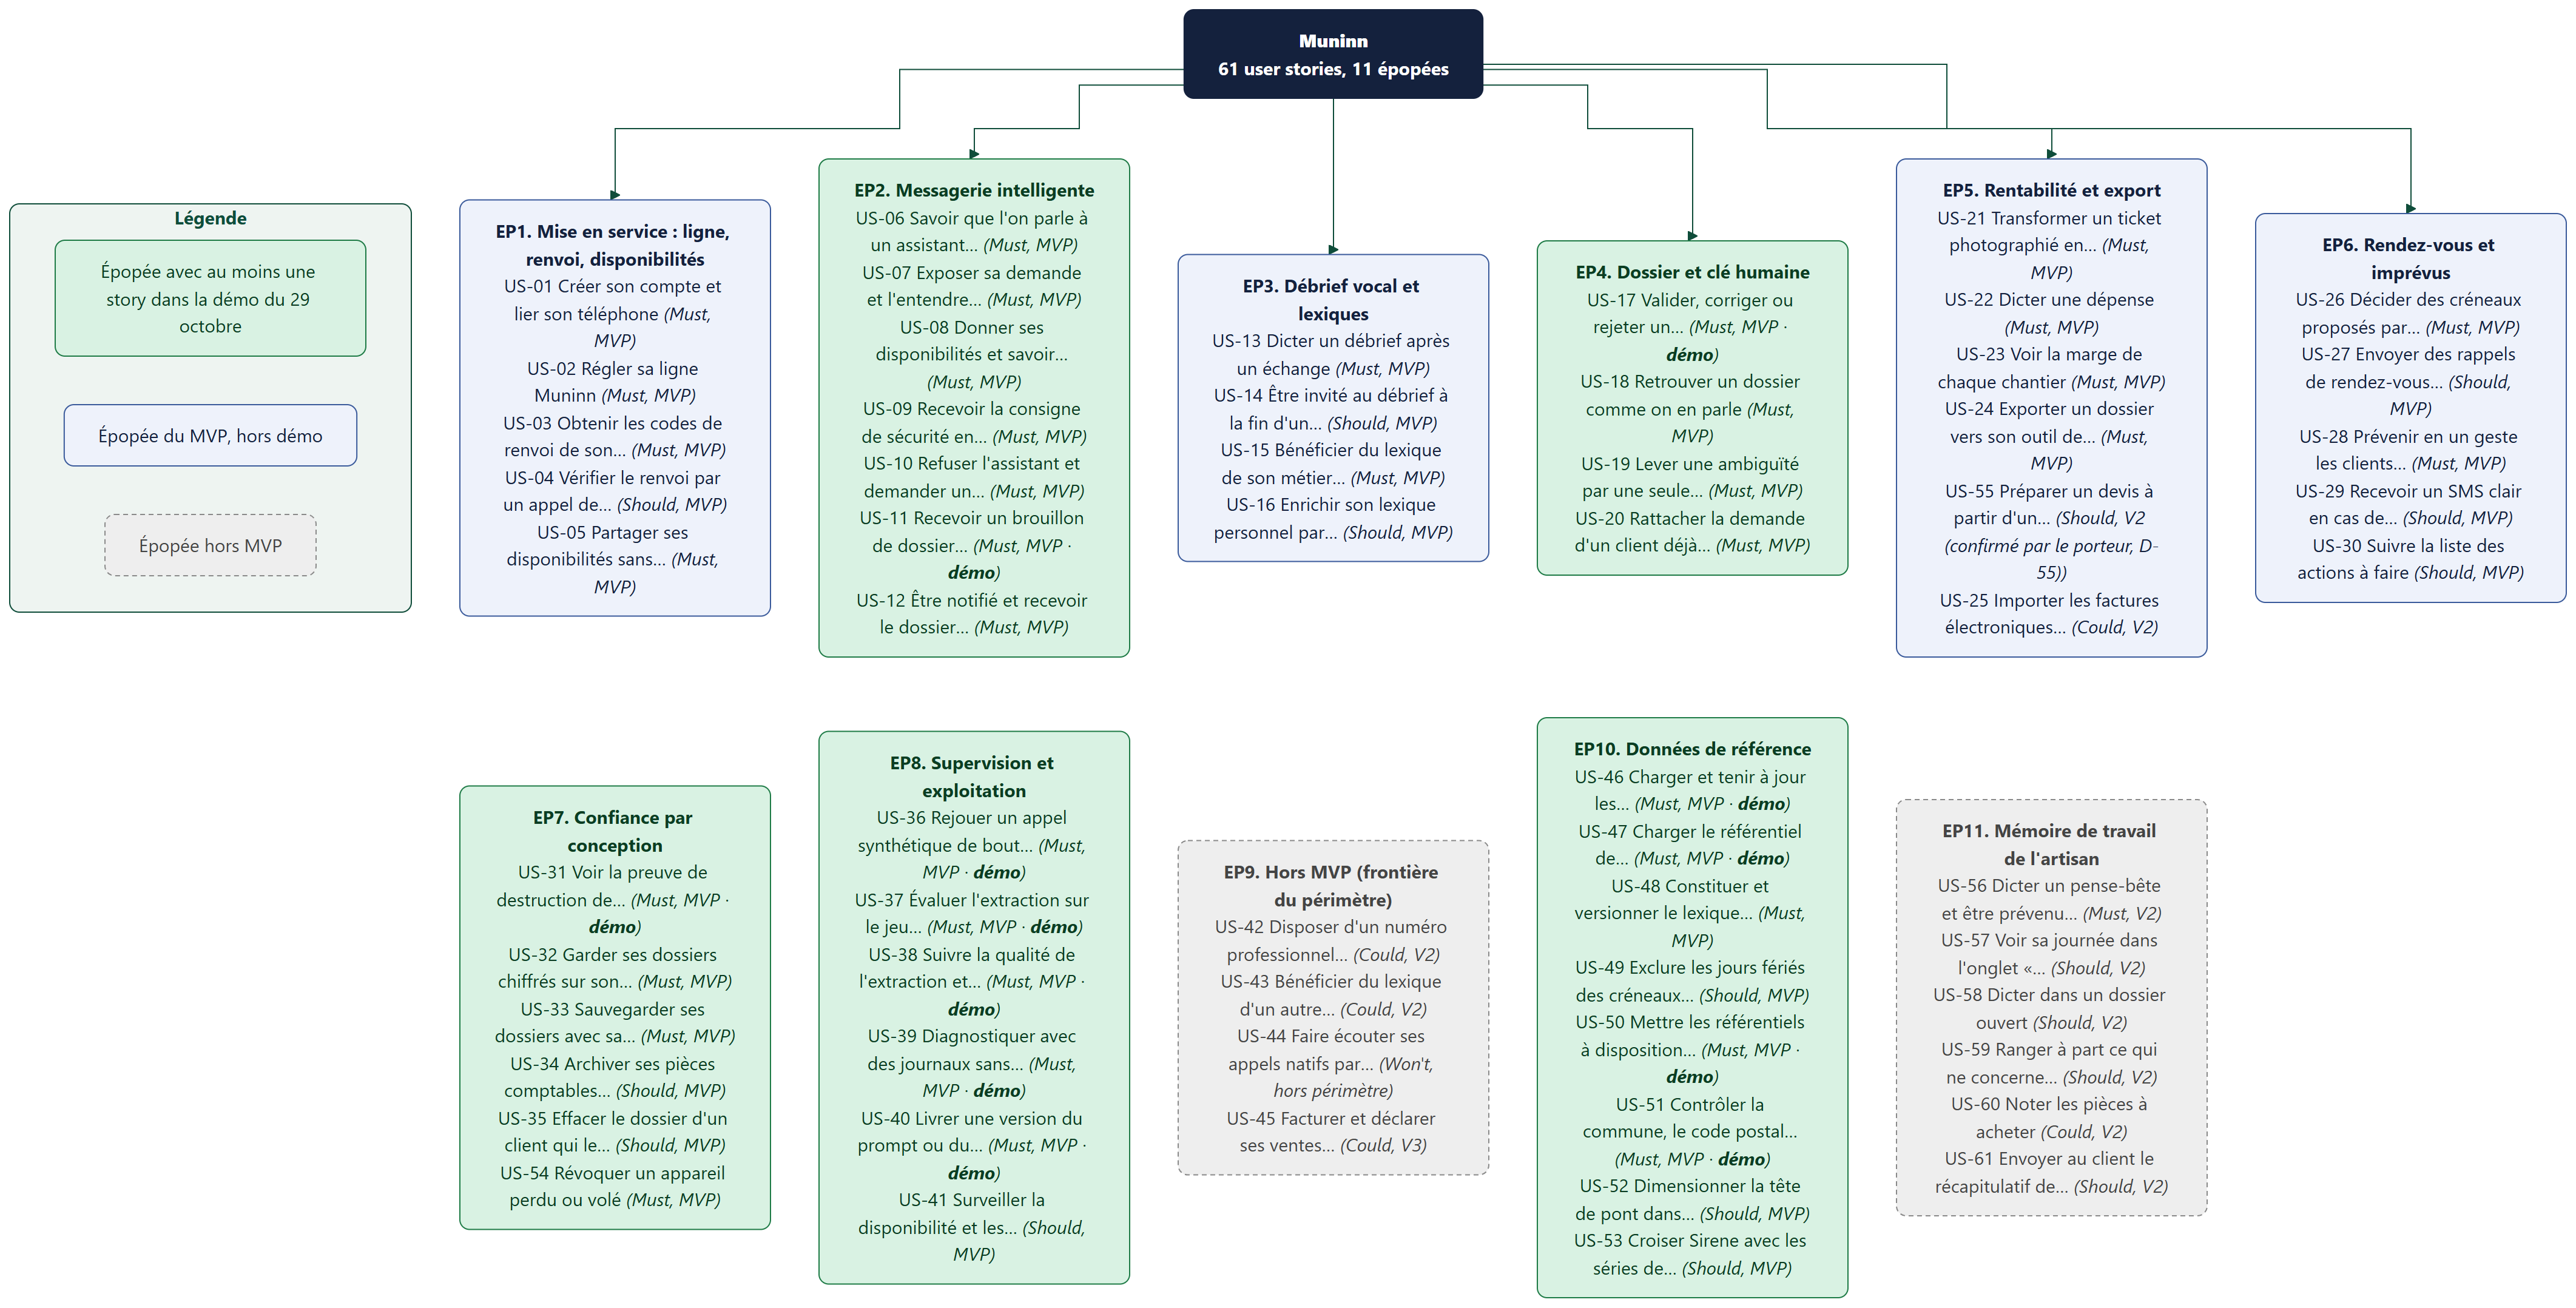 Muninn
61 user stories, 11 épopées
Légende
Épopée avec au moins une
story dans la démo du 29
octobre
Épopée du MVP, hors démo
Épopée hors MVP
EP1. Mise en service : ligne,
renvoi, disponibilités
US-01 Créer son compte et
lier son téléphone (Must,
MVP)
US-02 Régler sa ligne
Muninn (Must, MVP)
US-03 Obtenir les codes de
renvoi de son... (Must, MVP)
US-04 Vérifier le renvoi par
un appel de... (Should, MVP)
US-05 Partager ses
disponibilités sans... (Must,
MVP)
EP2. Messagerie intelligente
US-06 Savoir que l'on parle à
un assistant... (Must, MVP)
US-07 Exposer sa demande
et l'entendre... (Must, MVP)
US-08 Donner ses
disponibilités et savoir...
(Must, MVP)
US-09 Recevoir la consigne
de sécurité en... (Must, MVP)
US-10 Refuser l'assistant et
demander un... (Must, MVP)
US-11 Recevoir un brouillon
de dossier... (Must, MVP ·
démo)
US-12 Être notifié et recevoir
le dossier... (Must, MVP)
EP3. Débrief vocal et
lexiques
US-13 Dicter un débrief après
un échange (Must, MVP)
US-14 Être invité au débrief à
la fin d'un... (Should, MVP)
US-15 Bénéficier du lexique
de son métier... (Must, MVP)
US-16 Enrichir son lexique
personnel par... (Should, MVP)
EP4. Dossier et clé humaine
US-17 Valider, corriger ou
rejeter un... (Must, MVP ·
démo)
US-18 Retrouver un dossier
comme on en parle (Must,
MVP)
US-19 Lever une ambiguïté
par une seule... (Must, MVP)
US-20 Rattacher la demande
d'un client déjà... (Must, MVP)
EP5. Rentabilité et export
US-21 Transformer un ticket
photographié en... (Must,
MVP)
US-22 Dicter une dépense
(Must, MVP)
US-23 Voir la marge de
chaque chantier (Must, MVP)
US-24 Exporter un dossier
vers son outil de... (Must,
MVP)
US-55 Préparer un devis à
partir d'un... (Should, V2
(confirmé par le porteur, D-
55))
US-25 Importer les factures
électroniques... (Could, V2)
EP6. Rendez-vous et
imprévus
US-26 Décider des créneaux
proposés par... (Must, MVP)
US-27 Envoyer des rappels
de rendez-vous... (Should,
MVP)
US-28 Prévenir en un geste
les clients... (Must, MVP)
US-29 Recevoir un SMS clair
en cas de... (Should, MVP)
US-30 Suivre la liste des
actions à faire (Should, MVP)
EP7. Confiance par
conception
US-31 Voir la preuve de
destruction de... (Must, MVP ·
démo)
US-32 Garder ses dossiers
chiffrés sur son... (Must, MVP)
US-33 Sauvegarder ses
dossiers avec sa... (Must, MVP)
US-34 Archiver ses pièces
comptables... (Should, MVP)
US-35 Effacer le dossier d'un
client qui le... (Should, MVP)
US-54 Révoquer un appareil
perdu ou volé (Must, MVP)
EP8. Supervision et
exploitation
US-36 Rejouer un appel
synthétique de bout... (Must,
MVP · démo)
US-37 Évaluer l'extraction sur
le jeu... (Must, MVP · démo)
US-38 Suivre la qualité de
l'extraction et... (Must, MVP ·
démo)
US-39 Diagnostiquer avec
des journaux sans... (Must,
MVP · démo)
US-40 Livrer une version du
prompt ou du... (Must, MVP ·
démo)
US-41 Surveiller la
disponibilité et les... (Should,
MVP)
EP9. Hors MVP (frontière
du périmètre)
US-42 Disposer d'un numéro
professionnel... (Could, V2)
US-43 Bénéficier du lexique
d'un autre... (Could, V2)
US-44 Faire écouter ses
appels natifs par... (Won't,
hors périmètre)
US-45 Facturer et déclarer
ses ventes... (Could, V3)
EP10. Données de référence
US-46 Charger et tenir à jour
les... (Must, MVP · démo)
US-47 Charger le référentiel
de... (Must, MVP · démo)
US-48 Constituer et
versionner le lexique... (Must,
MVP)
US-49 Exclure les jours fériés
des créneaux... (Should, MVP)
US-50 Mettre les référentiels
à disposition... (Must, MVP ·
démo)
US-51 Contrôler la
commune, le code postal...
(Must, MVP · démo)
US-52 Dimensionner la tête
de pont dans... (Should, MVP)
US-53 Croiser Sirene avec les
séries de... (Should, MVP)
EP11. Mémoire de travail
de l'artisan
US-56 Dicter un pense-bête
et être prévenu... (Must, V2)
US-57 Voir sa journée dans
l'onglet «... (Should, V2)
US-58 Dicter dans un dossier
ouvert (Should, V2)
US-59 Ranger à part ce qui
ne concerne... (Should, V2)
US-60 Noter les pièces à
acheter (Could, V2)
US-61 Envoyer au client le
récapitulatif de... (Should, V2)